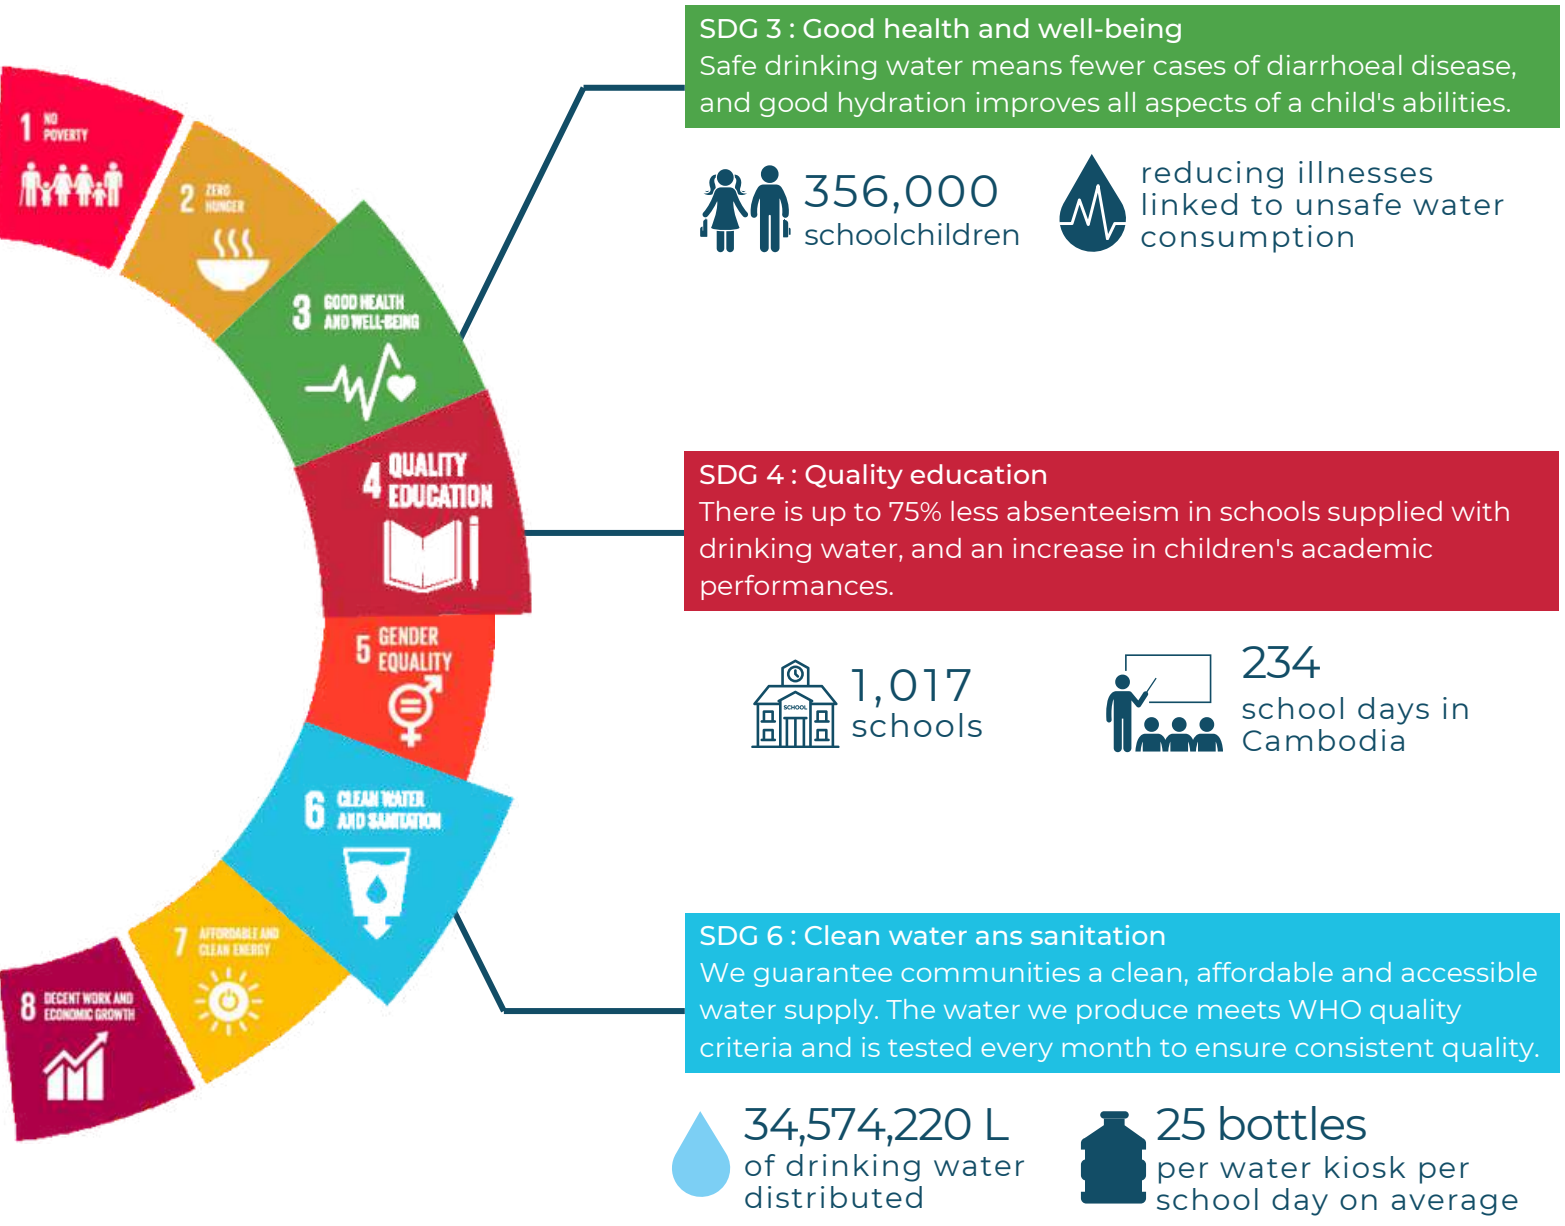 1 NO
POVERTY
2 ZERO
HUNGER
3 GOOD HEALTH
AND WELL-BEING
4 QUALITY
EDUCATION
5 GENDER
EQUALITY
6 CLEAN WATER
AND SANITATION
7 AFFORDABLE AND
CLEAN ENERGY
8 DECENT WORK AND
ECONOMIC GROWTH
SDG 3 : Good health and well-being
Safe drinking water means fewer cases of diarrhoeal disease,
and good hydration improves all aspects of a child's abilities.
356,000
schoolchildren
reducing illnesses
linked to unsafe water
consumption
SDG 4 : Quality education
There is up to 75% less absenteeism in schools supplied with
drinking water, and an increase in children's academic
performances.
SCHOOL
1,017
schools
234
school days in
Cambodia
SDG 6 : Clean water ans sanitation
We guarantee communities a clean, affordable and accessible
water supply. The water we produce meets WHO quality
criteria and is tested every month to ensure consistent quality.
34,574,220 L
of drinking water
distributed
25 bottles
per water kiosk per
school day on average